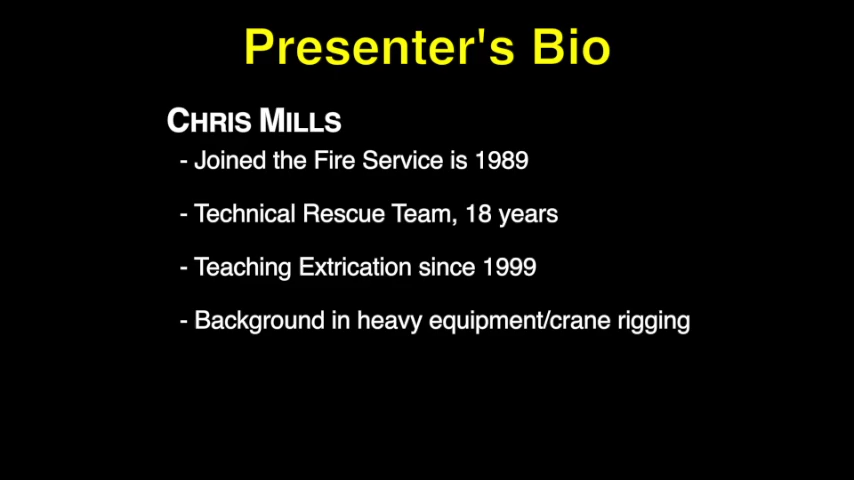 Presenter's Bio
CHRIS MILLS
- Joined the Fire Service is 1989
- Technical Rescue Team, 18 years
- Teaching Extrication since 1999
- Background in heavy equipment/crane rigging